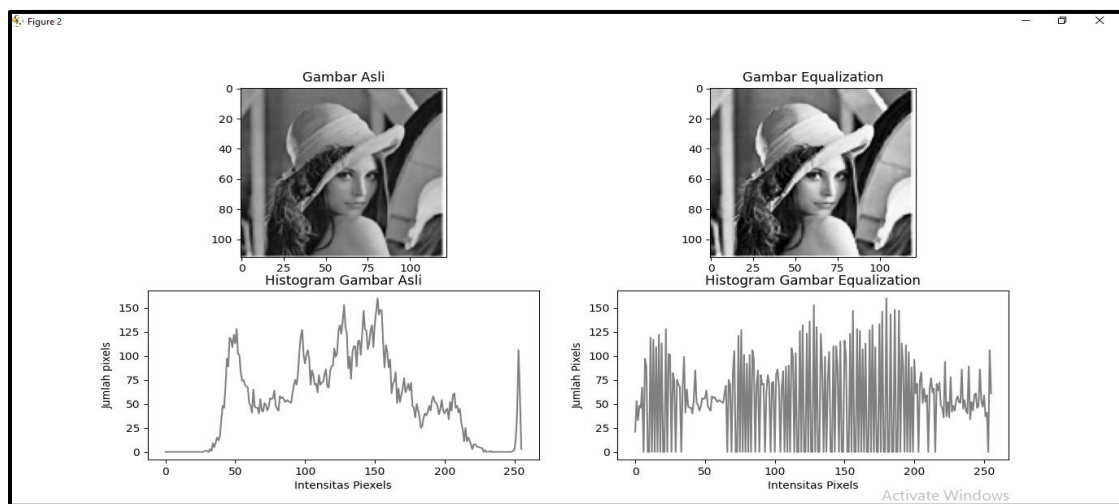 Figure 2
Gambar Asli
0
20
40
60
80
100
0 25 50 75 100
Gambar Equalization
0
20
40
60
80
100
0 25 50 75 100
Histogram Gambar Asli
Jumlah pixels
150
125
100
75
50
25
0
0 50 100 150 200 250
Intensitas Piexels
Histogram Gambar Equalization
Jumlah Pixels
150
125
100
75
50
25
0
0 50 100 150 200 250
Intensitas Pixels
Activate Windows